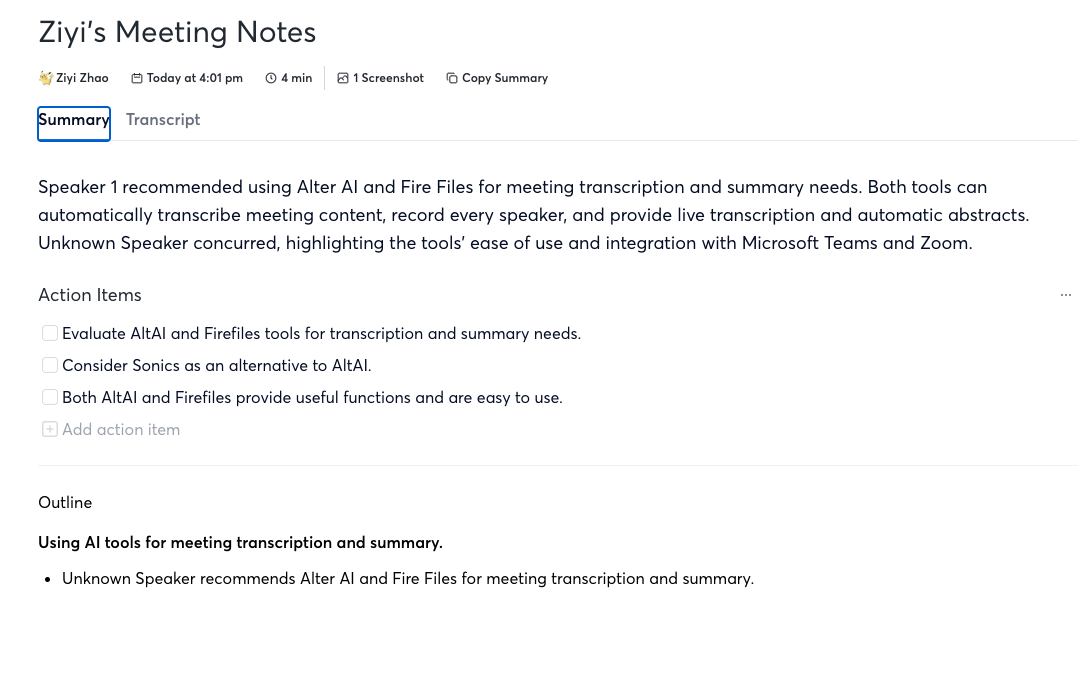 Ziyi's Meeting Notes
Ziyi Zhao Today at 4:01 pm 4 min 1 Screenshot Copy Summary
Summary Transcript
Speaker 1 recommended using Alter AI and Fire Files for meeting transcription and summary needs. Both tools can
automatically transcribe meeting content, record every speaker, and provide live transcription and automatic abstracts.
Unknown Speaker concurred, highlighting the tools' ease of use and integration with Microsoft Teams and Zoom.
Action Items
Evaluate AltAI and Firefiles tools for transcription and summary needs.
Consider Sonics as an alternative to AltAI.
Both AltAI and Firefiles provide useful functions and are easy to use.
Add action item
Outline
Using AI tools for meeting transcription and summary.
• Unknown Speaker recommends Alter AI and Fire Files for meeting transcription and summary.